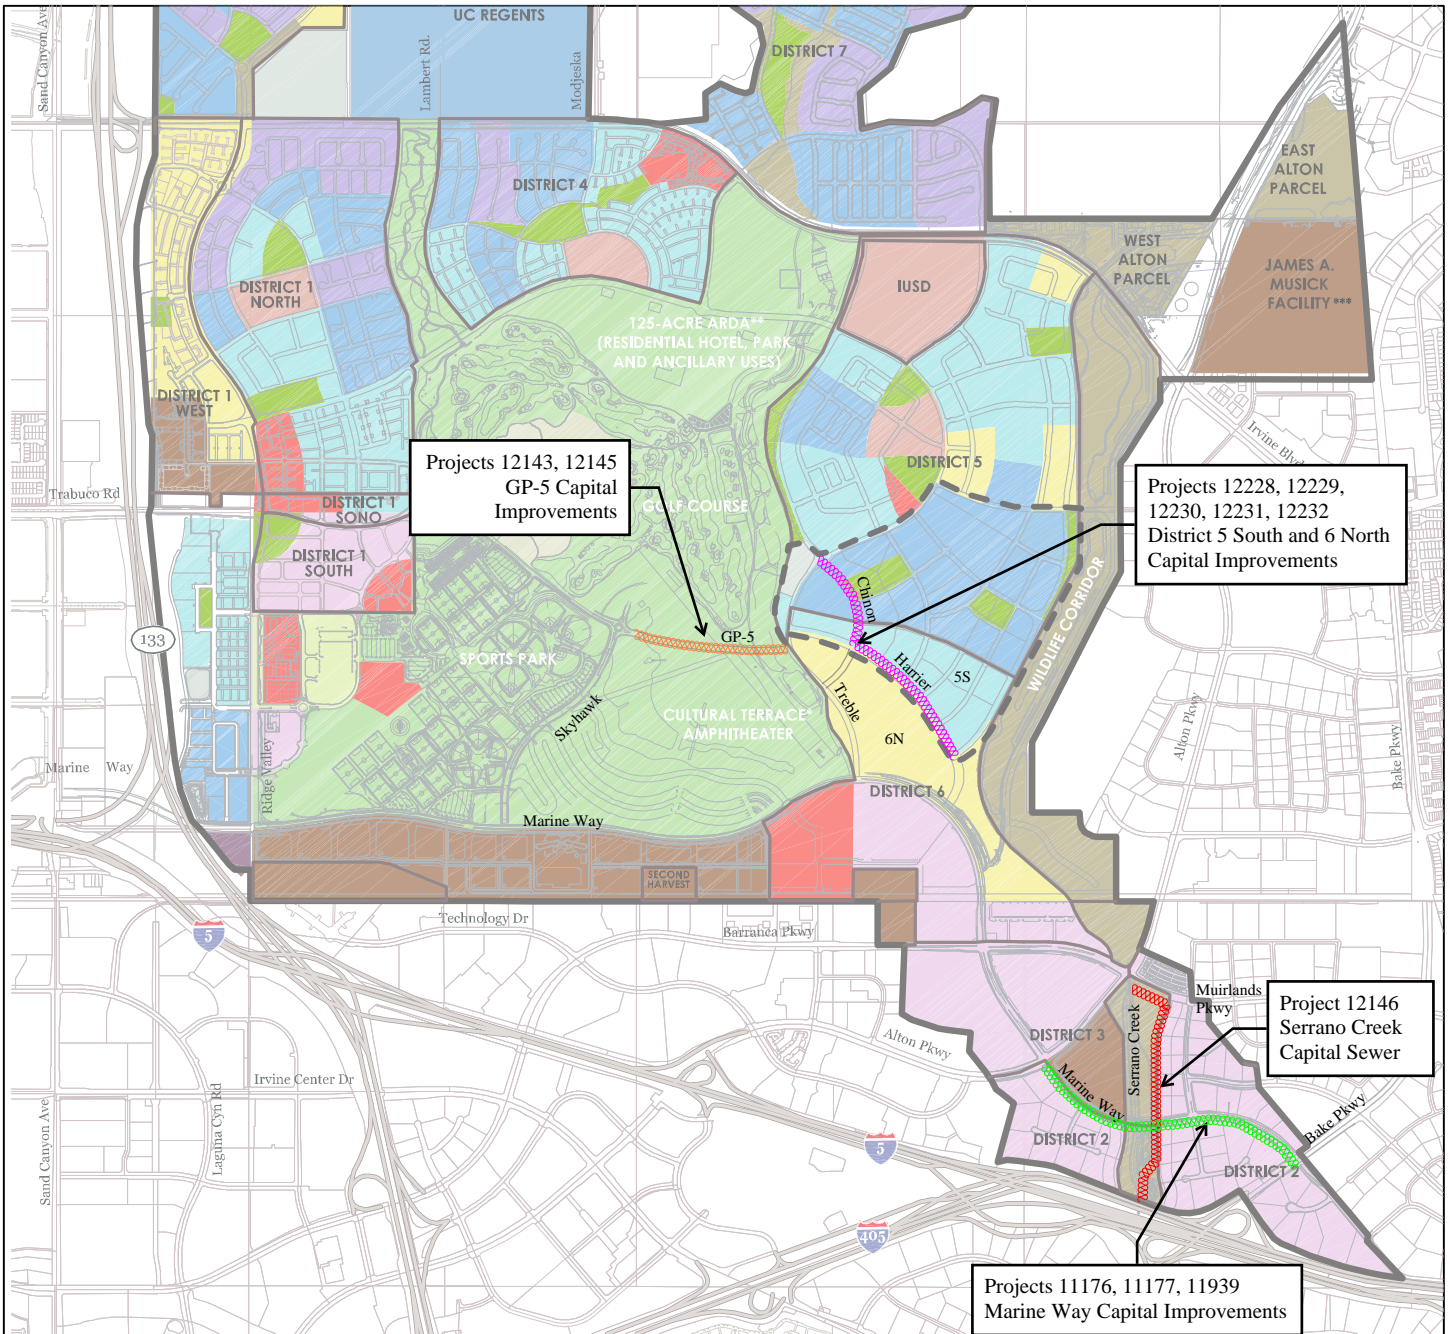 UC REGENTS
Sand Canyon Ave
Lambert Rd.
Modjeska
DISTRICT 7
DISTRICT 4
EAST
ALTON
PARCEL
WEST
ALTON
PARCEL
JAMES A.
MUSICK
FACILITY ***
DISTRICT 1
NORTH
IUSD
125-ACRE ARDA**
(RESIDENTIAL HOTEL, PARK
AND ANCILLARY USES)
DISTRICT 1
WEST
Irvine Blvd
Projects 12143, 12145
GP-5 Capital
Improvements
DISTRICT 5
Projects 12228, 12229,
12230, 12231, 12232
District 5 South and 6 North
Capital Improvements
Trabuco Rd
DISTRICT 1
SONO
GOLF COURSE
DISTRICT 1
SOUTH
Chinon
WILDLIFE CORRIDOR
133
GP-5
SPORTS PARK
Harrier
5S
Treble
Skyhawk
CULTURAL TERRACE*
AMPHITHEATER
6N
Alton Pkwy
Bake Pkwy
Marine Way
Ridge Valley
DISTRICT 6
Marine Way
SECOND
HARVEST
Technology Dr
Barranca Pkwy
5
Muirlands
Pkwy
Project 12146
Serrano Creek
Capital Sewer
Alton Pkwy
DISTRICT 3
Serrano Creek
Irvine Center Dr
Laguna Cyn Rd
Sand Canyon Ave
Marine Way
Bake Pkwy
5
DISTRICT 2
DISTRICT 2
405
Projects 11176, 11177, 11939
Marine Way Capital Improvements